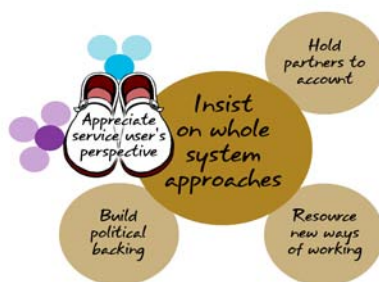 Hold
partners to
account
Appreciate
service user's
perspective
Insist
on whole
system
approaches
Build
political
backing
Resource
new ways
of working